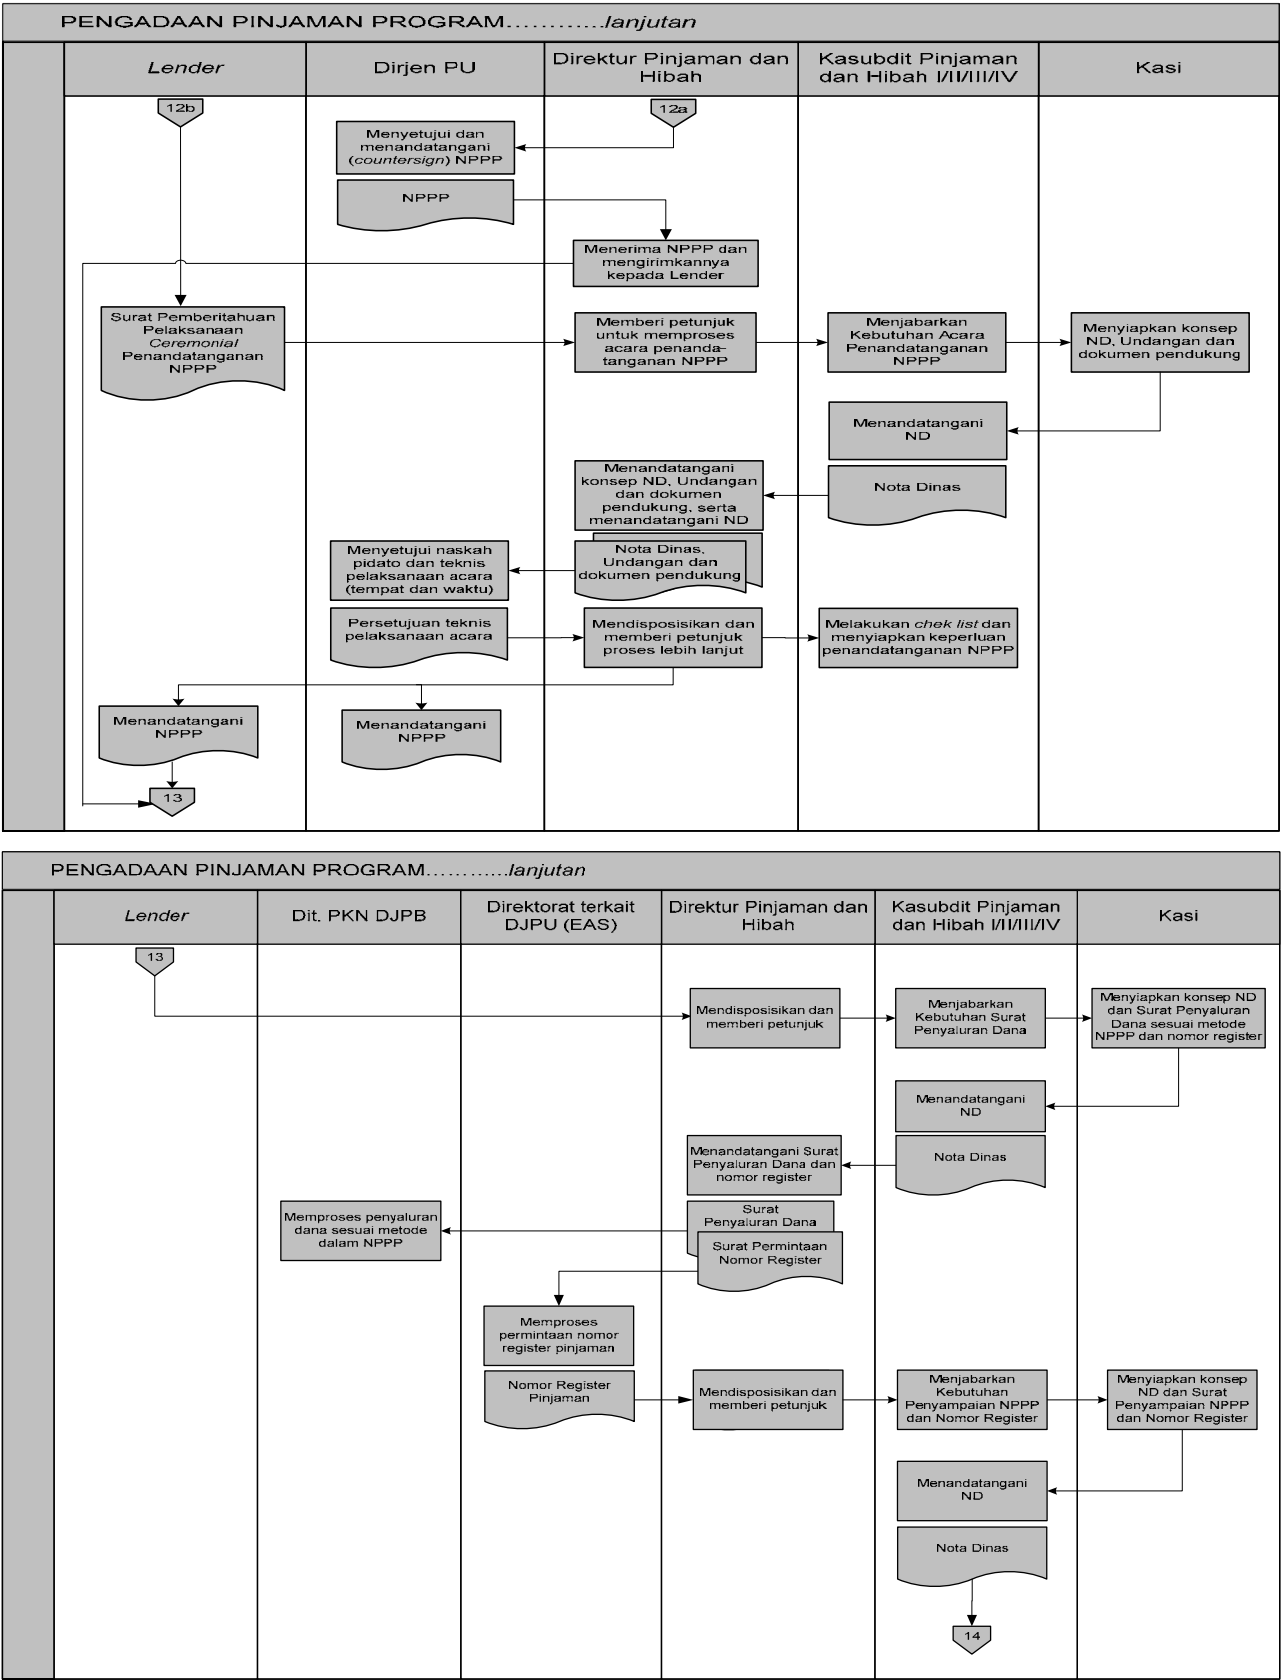 PENGADAAN PINJAMAN PROGRAM…………lanjutan
Lender
Dirjen PU
Direktur Pinjaman dan
Hibah
Kasubdit Pinjaman
dan Hibah I/II/III/IV
Kasi
12b
12a
Menyetujui dan
menandatangani
(countersign) NPPP
NPPP
Menerima NPPP dan
mengirimkannya
kepada Lender
Surat Pemberitahuan
Pelaksanaan
Ceremonial
Penandatanganan
NPPP
Memberi petunjuk
untuk memproses
acara penanda-
tanganan NPPP
Menjabarkan
Kebutuhan Acara
Penandatanganan
NPPP
Menyiapkan konsep
ND, Undangan dan
dokumen pendukung
Menandatangani
ND
Nota Dinas
Menandatangani
konsep ND, Undangan
dan dokumen
pendukung, serta
menandatangani ND
Nota Dinas,
Undangan dan
dokumen pendukung
Menyetujui naskah
pidato dan teknis
pelaksanaan acara
(tempat dan waktu)
Persetujuan teknis
pelaksanaan acara
Mendisposisikan dan
memberi petunjuk
proses lebih lanjut
Melakukan chek list dan
menyiapkan keperluan
penandatanganan NPPP
Menandatangani
NPPP
Menandatangani
NPPP
13
PENGADAAN PINJAMAN PROGRAM…………lanjutan
Lender
Dit. PKN DJPB
Direktorat terkait
DJPU (EAS)
Direktur Pinjaman dan
Hibah
Kasubdit Pinjaman
dan Hibah I/II/III/IV
Kasi
13
Mendisposisikan dan
memberi petunjuk
Menjabarkan
Kebutuhan Surat
Penyaluran Dana
Menyiapkan konsep ND
dan Surat Penyaluran
Dana sesuai metode
NPPP dan nomor register
Menandatangani
ND
Nota Dinas
Menandatangani Surat
Penyaluran Dana dan
nomor register
Surat
Penyaluran Dana
Surat Permintaan
Nomor Register
Memproses penyaluran
dana sesuai metode
dalam NPPP
Memproses
permintaan nomor
register pinjaman
Nomor Register
Pinjaman
Mendisposisikan dan
memberi petunjuk
Menjabarkan
Kebutuhan
Penyampaian NPPP
dan Nomor Register
Menyiapkan konsep
ND dan Surat
Penyampaian NPPP
dan Nomor Register
Menandatangani
ND
Nota Dinas
14